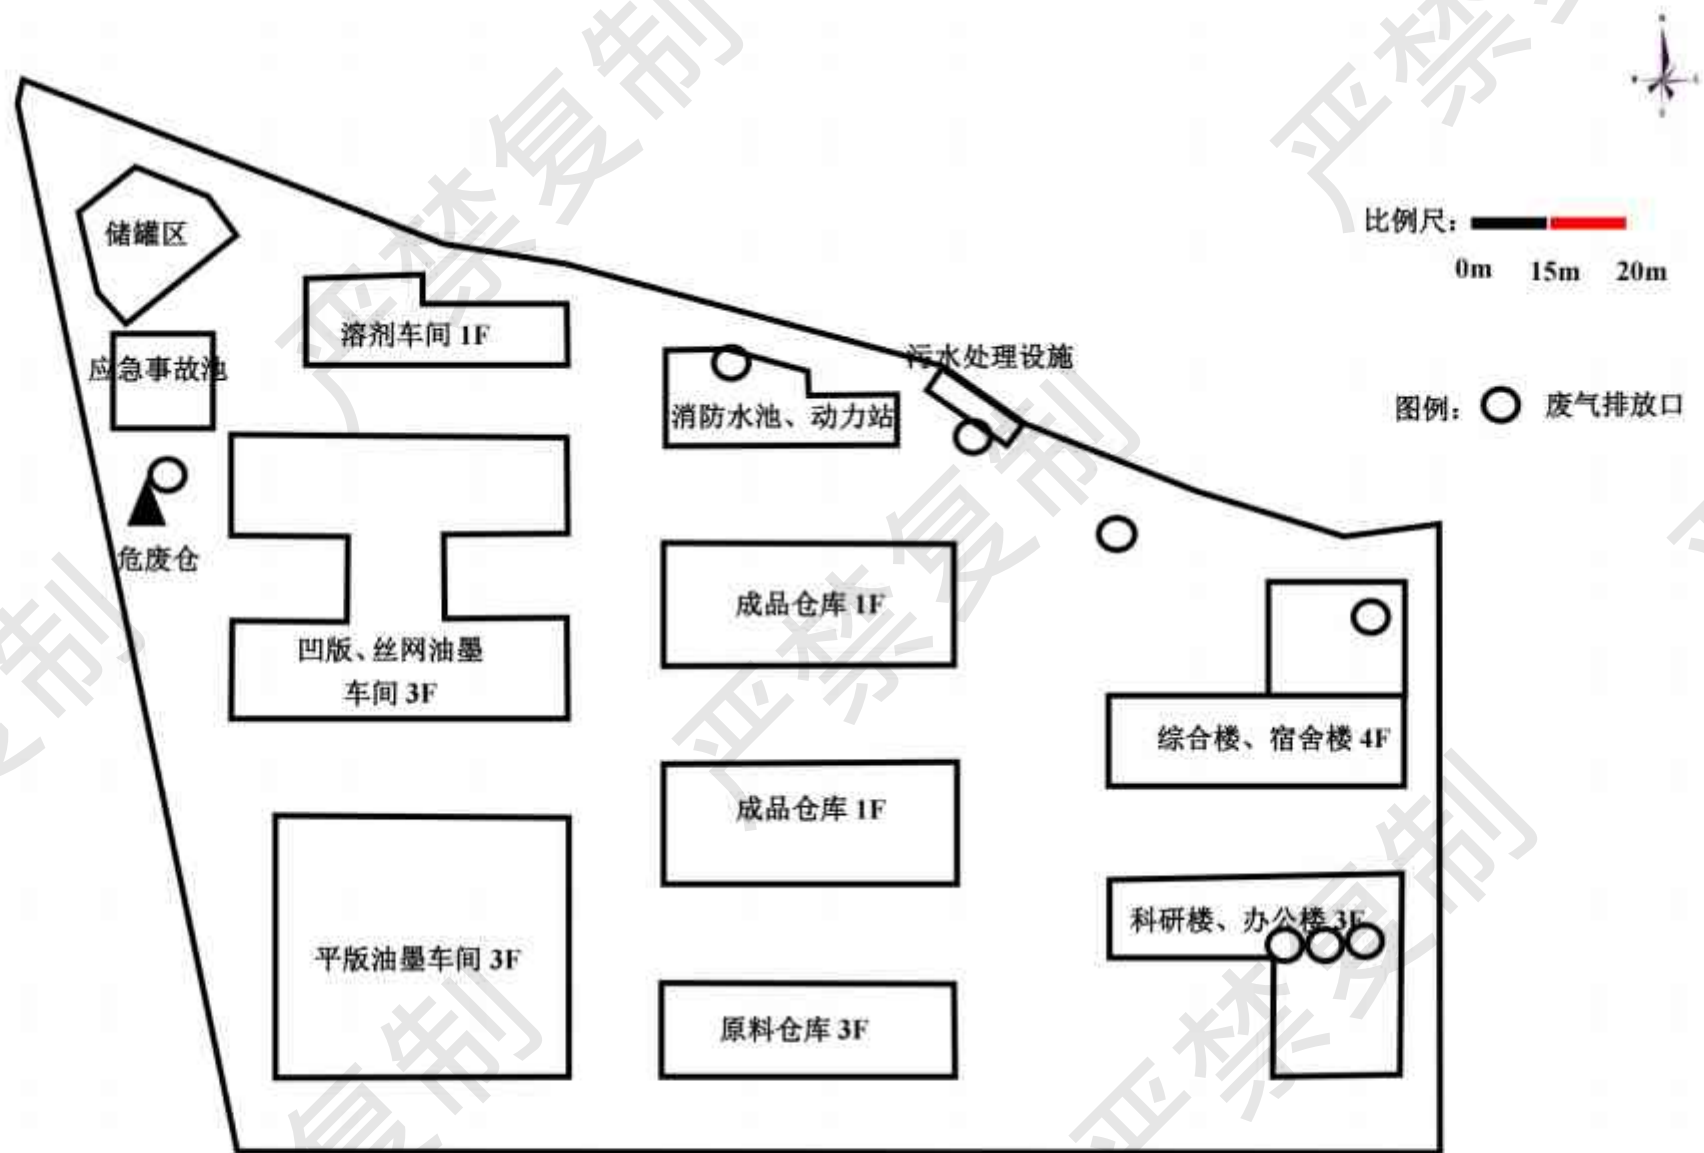 严禁复制
严禁复制
储罐区
比例尺：
0m 15m 20m
溶剂车间 1F
应急事故池
污水处理设施
消防水池、动力站
图例： 废气排放口
危废仓
成品仓库 1F
凹版、丝网油墨
车间 3F
综合楼、宿舍楼 4F
成品仓库 1F
科研楼、办公楼 3F
平版油墨车间 3F
原料仓库 3F
严禁复制
严禁复制
复制
复制